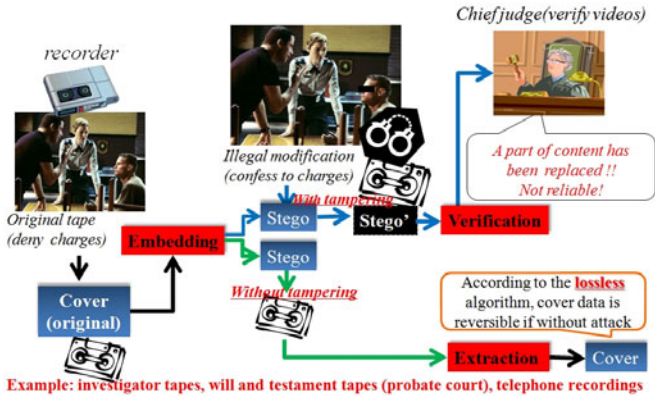 Chief judge(verify videos)
recorder
A part of content has
been replaced !!
Not reliable!
Illegal modification
(confess to charges)
Original tape
(deny charges)
With tampering
Stego
Stego’
Verification
Embedding
Stego
Without tampering
Cover
(original)
According to the lossless
algorithm, cover data is
reversible if without attack
Extraction
Cover
Example: investigator tapes, will and testament tapes (probate court), telephone recordings